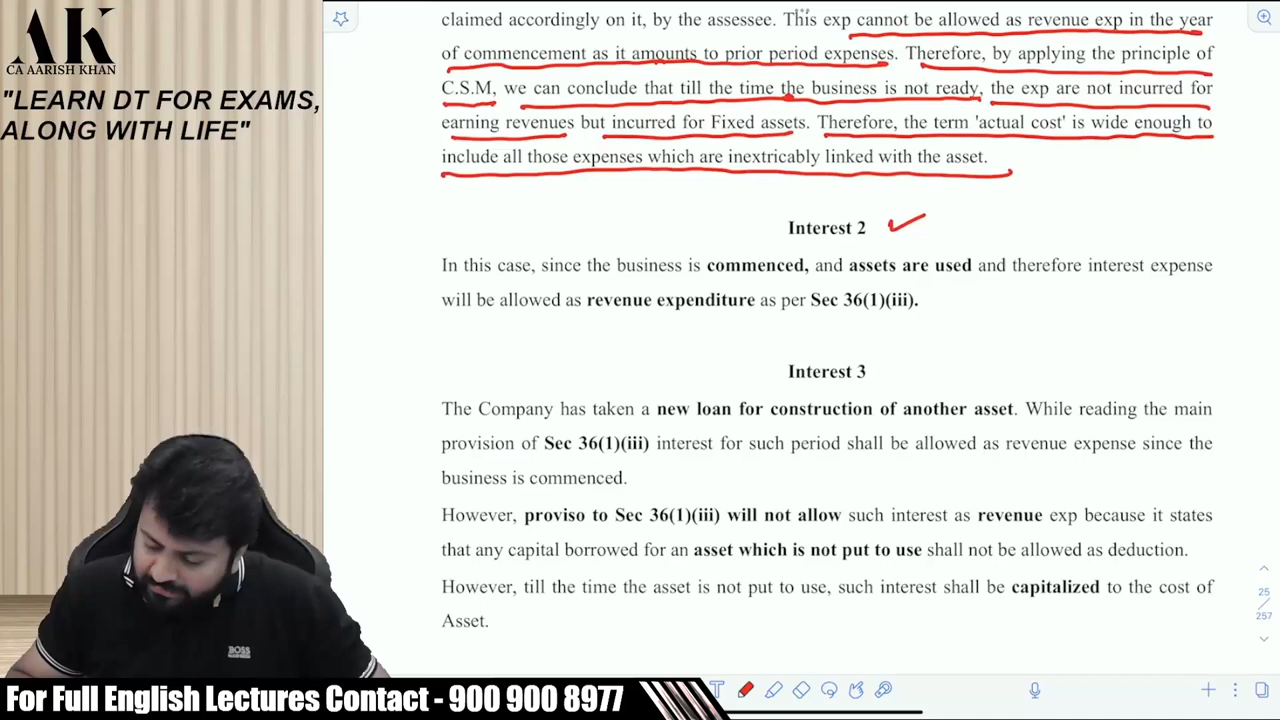 AK
CA AARISH KHAN
"LEARN DT FOR EXAMS,
ALONG WITH LIFE"
claimed accordingly on it, by the assessee. This exp cannot be allowed as revenue exp in the year
of commencement as it amounts to prior period expenses. Therefore, by applying the principle of
C.S.M, we can conclude that till the time the business is not ready, the exp are not incurred for
earning revenues but incurred for Fixed assets. Therefore, the term 'actual cost' is wide enough to
include all those expenses which are inextricably linked with the asset.
Interest 2
In this case, since the business is commenced, and assets are used and therefore interest expense
will be allowed as revenue expenditure as per Sec 36(1)(iii).
Interest 3
The Company has taken a new loan for construction of another asset. While reading the main
provision of Sec 36(1)(iii) interest for such period shall be allowed as revenue expense since the
business is commenced.
However, proviso to Sec 36(1)(iii) will not allow such interest as revenue exp because it states
that any capital borrowed for an asset which is not put to use shall not be allowed as deduction.
However, till the time the asset is not put to use, such interest shall be capitalized to the cost of
Asset.
25
257
BOSS
For Full English Lectures Contact - 900 900 8977
T